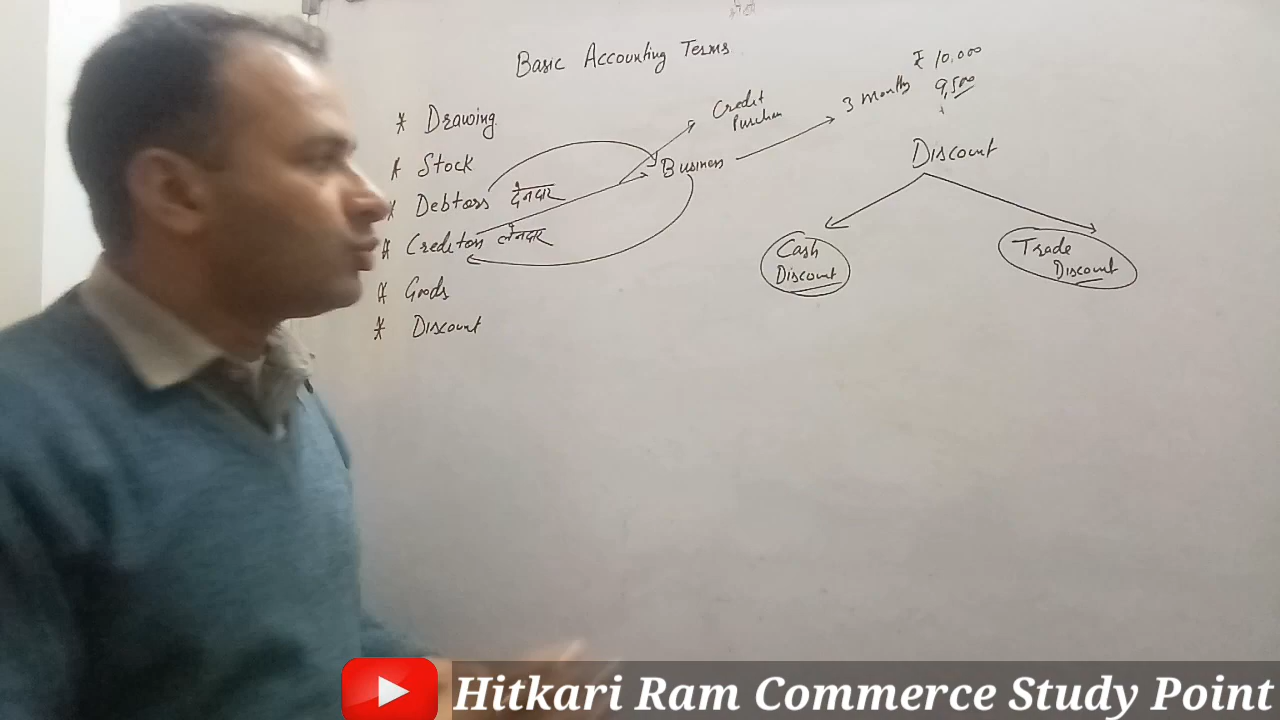 Basic Accounting Terms
* Drawing
* Stock
* Debtors देनदार
* Creditors लेनदार
* Goods
* Discount
Credit
Purchase
Business
3 Months
₹ 10,000
9,500
Discount
Cash
Discount
Trade
Discount
Hitkari Ram Commerce Study Point